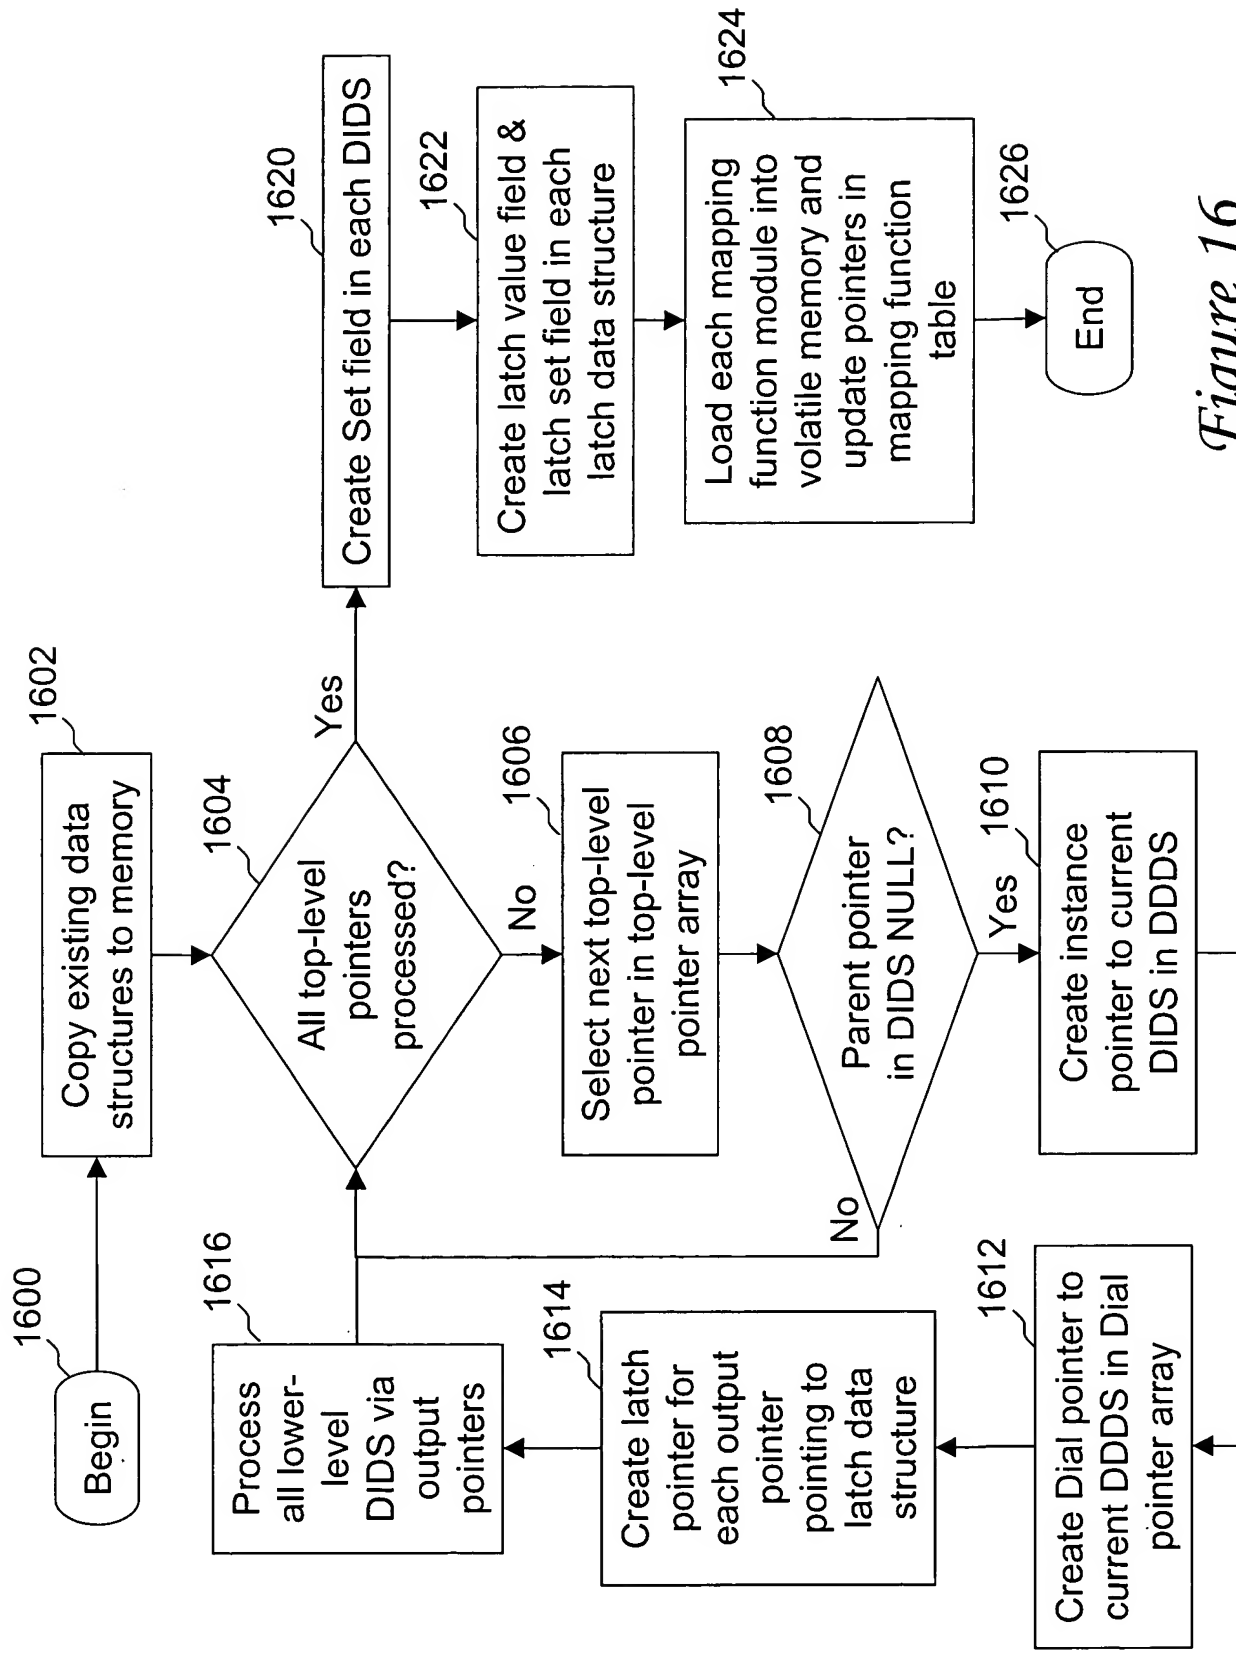 1600
Begin
1602
Copy existing data
structures to memory
1604
All top-level
pointers
processed?
Yes
No
1606
Select next top-level
pointer in top-level
pointer array
1608
Parent pointer
in DIDS NULL?
No
Yes
1610
Create instance
pointer to current
DIDS in DDDS
1612
Create Dial pointer to
current DDDS in Dial
pointer array
1614
Create latch
pointer for
each output
pointer
pointing to
latch data
structure
1616
Process
all lower-
level
DIDS via
output
pointers
1620
Create Set field in each DIDS
1622
Create latch value field &
latch set field in each
latch data structure
1624
Load each mapping
function module into
volatile memory and
update pointers in
mapping function
table
1626
End
Figure 16